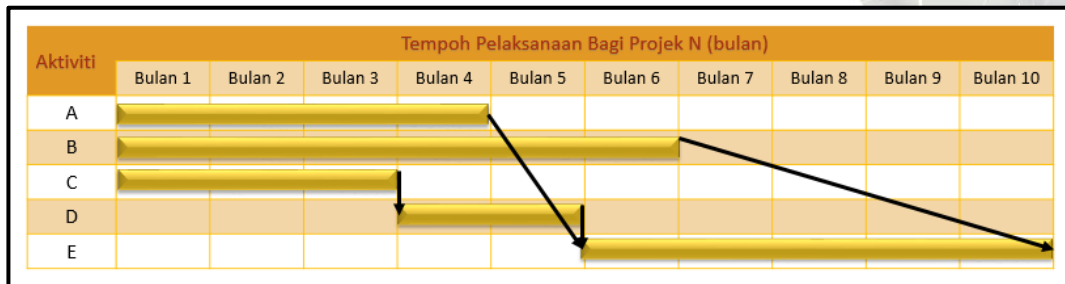 Tempoh Pelaksanaan Bagi Projek N (bulan)
Aktiviti
Bulan 1 Bulan 2 Bulan 3 Bulan 4 Bulan 5 Bulan 6 Bulan 7 Bulan 8 Bulan 9 Bulan 10
A
B
C
D
E